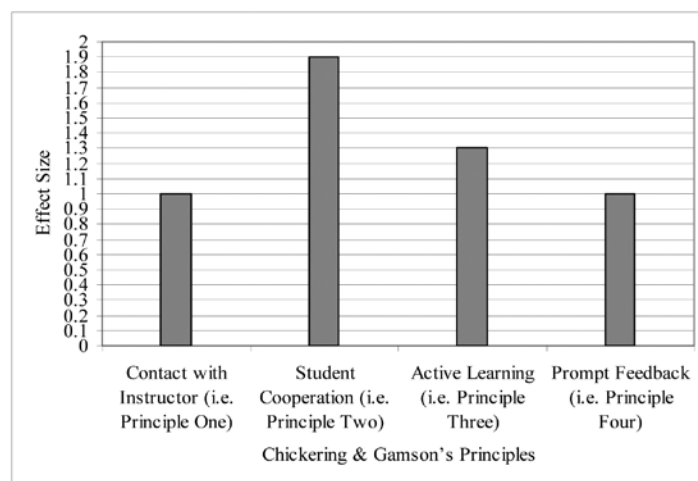 2
1.9
1.8
1.7
1.6
1.5
1.4
1.3
1.2
1.1
1
0.9
0.8
0.7
0.6
0.5
0.4
0.3
0.2
0.1
0
Effect Size
Contact with
Instructor (i.e.
Principle One)
Student
Cooperation (i.e.
Principle Two)
Active Learning
(i.e. Principle
Three)
Prompt Feedback
(i.e. Principle
Four)
Chickering & Gamson's Principles